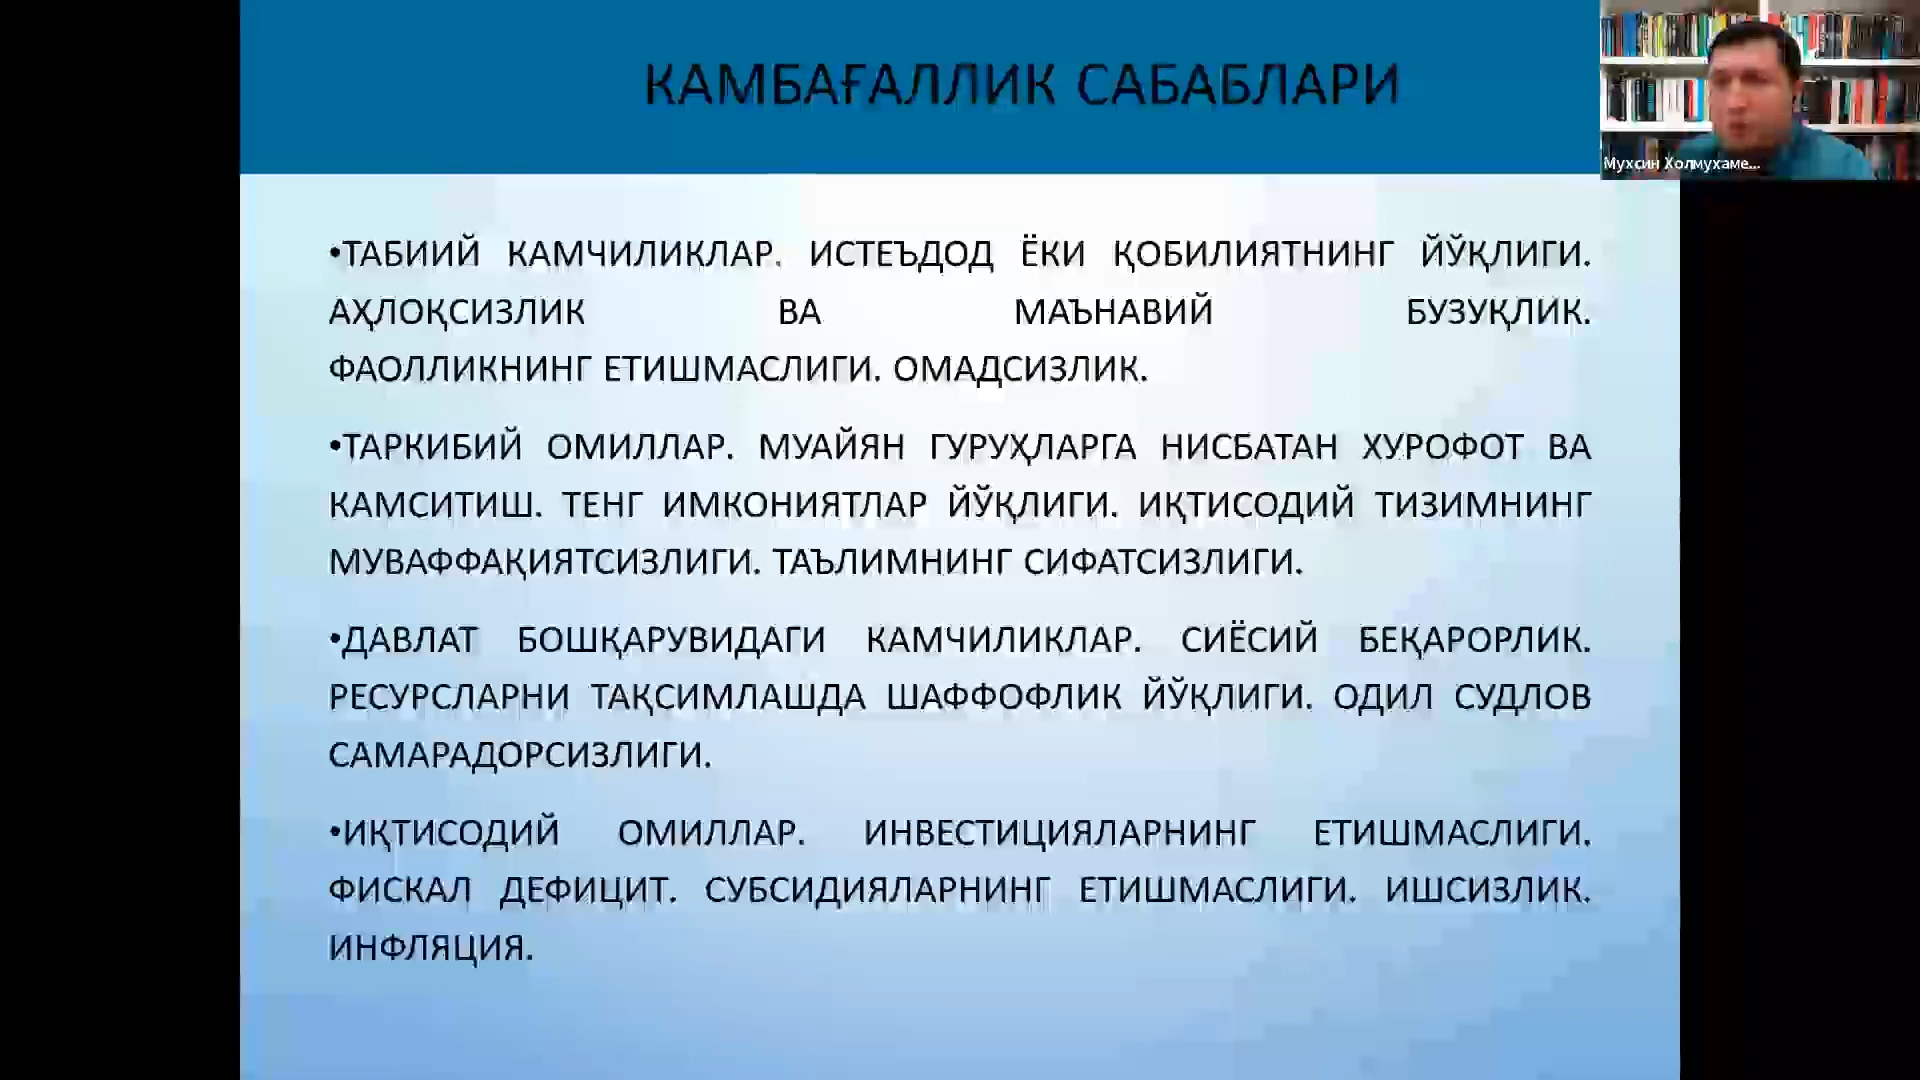 КАМБАҒАЛЛИК САБАБЛАРИ
Мухсин Холмухаме...
•ТАБИИЙ КАМЧИЛИКЛАР. ИСТЕЪДОД ЁКИ ҚОБИЛИЯТНИНГ ЙЎҚЛИГИ.
АҲЛОҚСИЗЛИК ВА МАЪНАВИЙ БУЗУҚЛИК.
ФАОЛЛИКНИНГ ЕТИШМАСЛИГИ. ОМАДСИЗЛИК.
•ТАРКИБИЙ ОМИЛЛАР. МУАЙЯН ГУРУҲЛАРГА НИСБАТАН ХУРОФОТ ВА
КАМСИТИШ. ТЕНГ ИМКОНИЯТЛАР ЙЎҚЛИГИ. ИҚТИСОДИЙ ТИЗИМНИНГ
МУВАФФАҚИЯТСИЗЛИГИ. ТАЪЛИМНИНГ СИФАТСИЗЛИГИ.
•ДАВЛАТ БОШҚАРУВИДАГИ КАМЧИЛИКЛАР. СИЁСИЙ БЕҚАРОРЛИК.
РЕСУРСЛАРНИ ТАҚСИМЛАШДА ШАФФОФЛИК ЙЎҚЛИГИ. ОДИЛ СУДЛОВ
САМАРАДОРСИЗЛИГИ.
•ИҚТИСОДИЙ ОМИЛЛАР. ИНВЕСТИЦИЯЛАРНИНГ ЕТИШМАСЛИГИ.
ФИСКАЛ ДЕФИЦИТ. СУБСИДИЯЛАРНИНГ ЕТИШМАСЛИГИ. ИШСИЗЛИК.
ИНФЛЯЦИЯ.